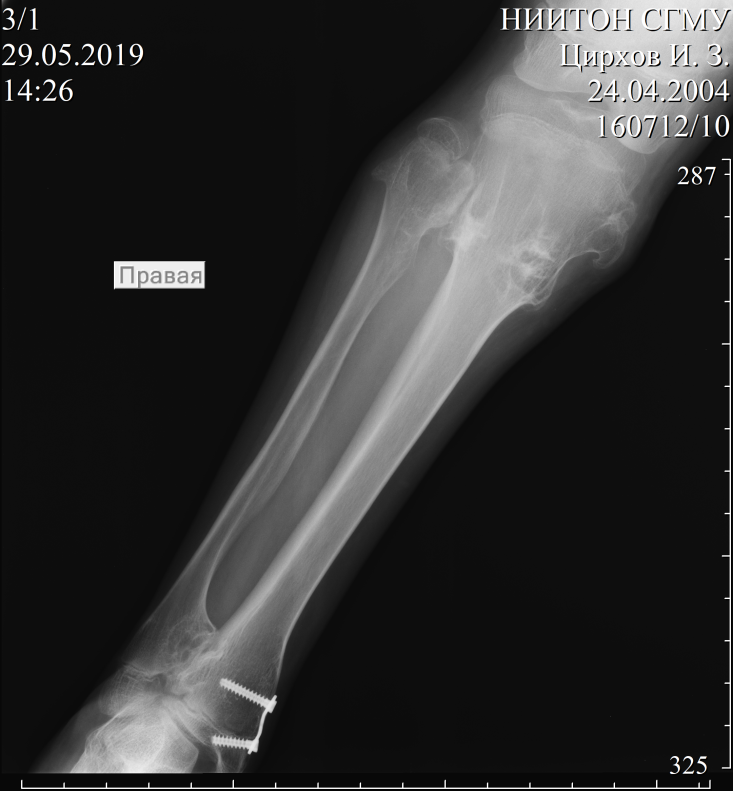 3/1
29.05.2019
14:26
НИИТОН СГМУ
Цирхов И. З.
24.04.2004
160712/10
287
Правая
325